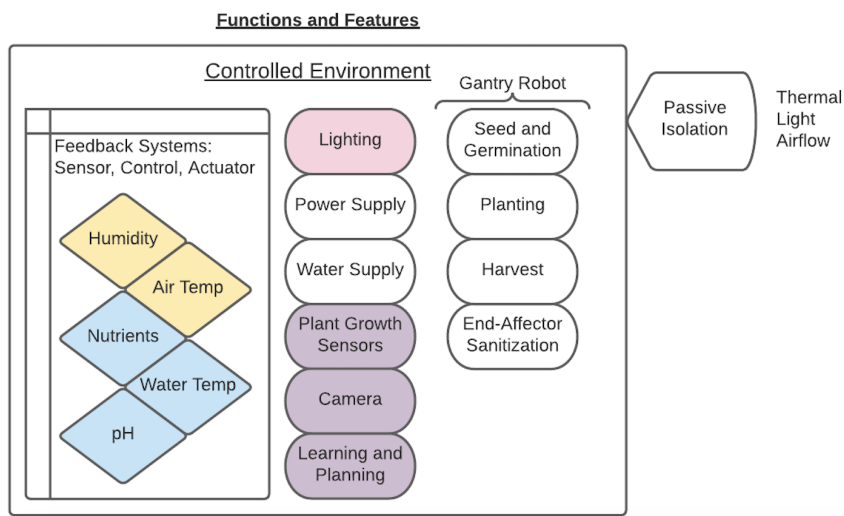 Functions and Features
Controlled Environment
Feedback Systems:
Sensor, Control, Actuator
Humidity
Air Temp
Nutrients
Water Temp
pH
Lighting
Power Supply
Water Supply
Plant Growth
Sensors
Camera
Learning and
Planning
Gantry Robot
Seed and
Germination
Planting
Harvest
End-Affector
Sanitization
Passive
Isolation
Thermal
Light
Airflow